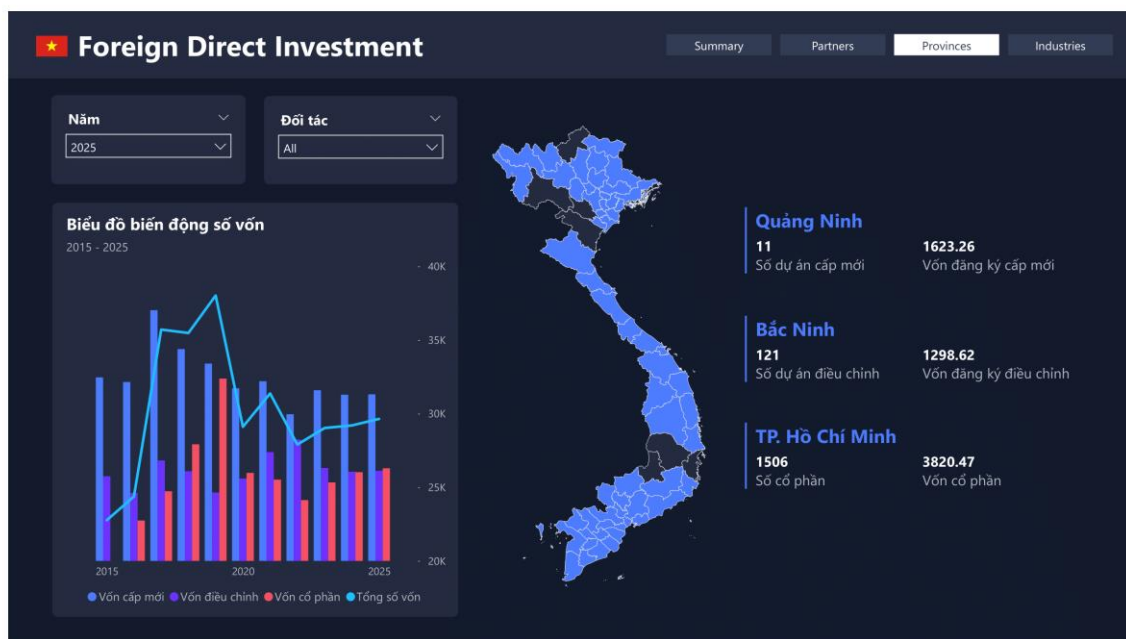 Foreign Direct Investment
Summary
Partners
Provinces
Industries
Năm
2025
Đối tác
All
Biểu đồ biến động số vốn
2015 - 2025
40K
35K
30K
25K
20K
2015
2020
2025
Vốn cấp mới
Vốn điều chỉnh
Vốn cổ phần
Tổng số vốn
Quảng Ninh
11
1623.26
Số dự án cấp mới
Vốn đăng ký cấp mới
Bắc Ninh
121
1298.62
Số dự án điều chỉnh
Vốn đăng ký điều chỉnh
TP. Hồ Chí Minh
1506
3820.47
Số cổ phần
Vốn cổ phần